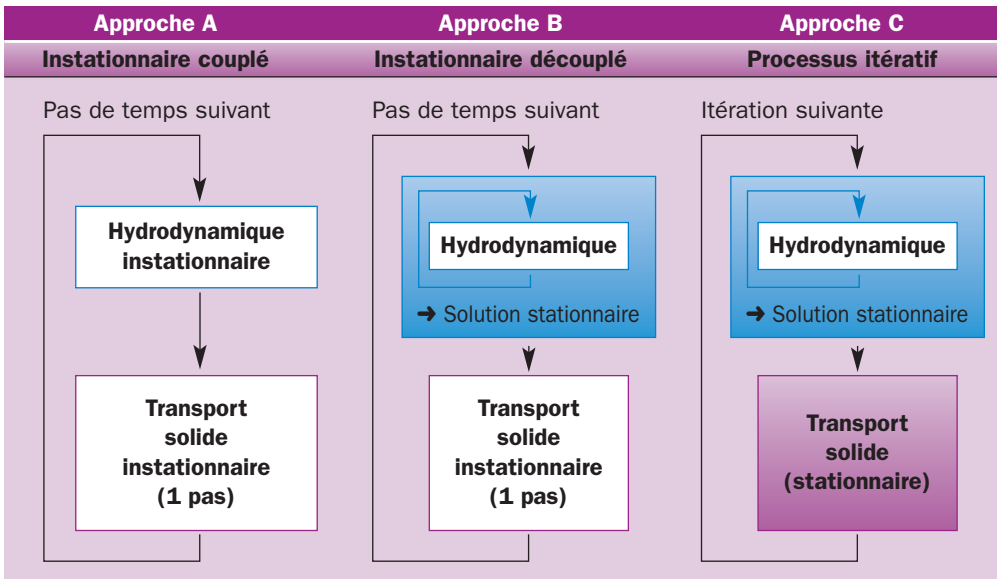 Approche A
Instationnaire couplé
Pas de temps suivant
Hydrodynamique
instationnaire
Transport
solide
instationnaire
(1 pas)
Approche B
Instationnaire découplé
Pas de temps suivant
Hydrodynamique
➜ Solution stationnaire
Transport
solide
instationnaire
(1 pas)
Approche C
Processus itératif
Itération suivante
Hydrodynamique
➜ Solution stationnaire
Transport
solide
(stationnaire)